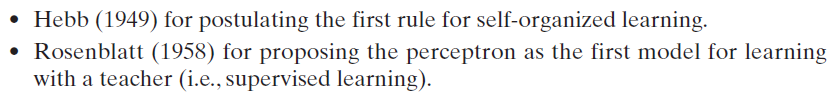 • Hebb (1949) for postulating the first rule for self-organized learning.
• Rosenblatt (1958) for proposing the perceptron as the first model for learning
with a teacher (i.e., supervised learning).